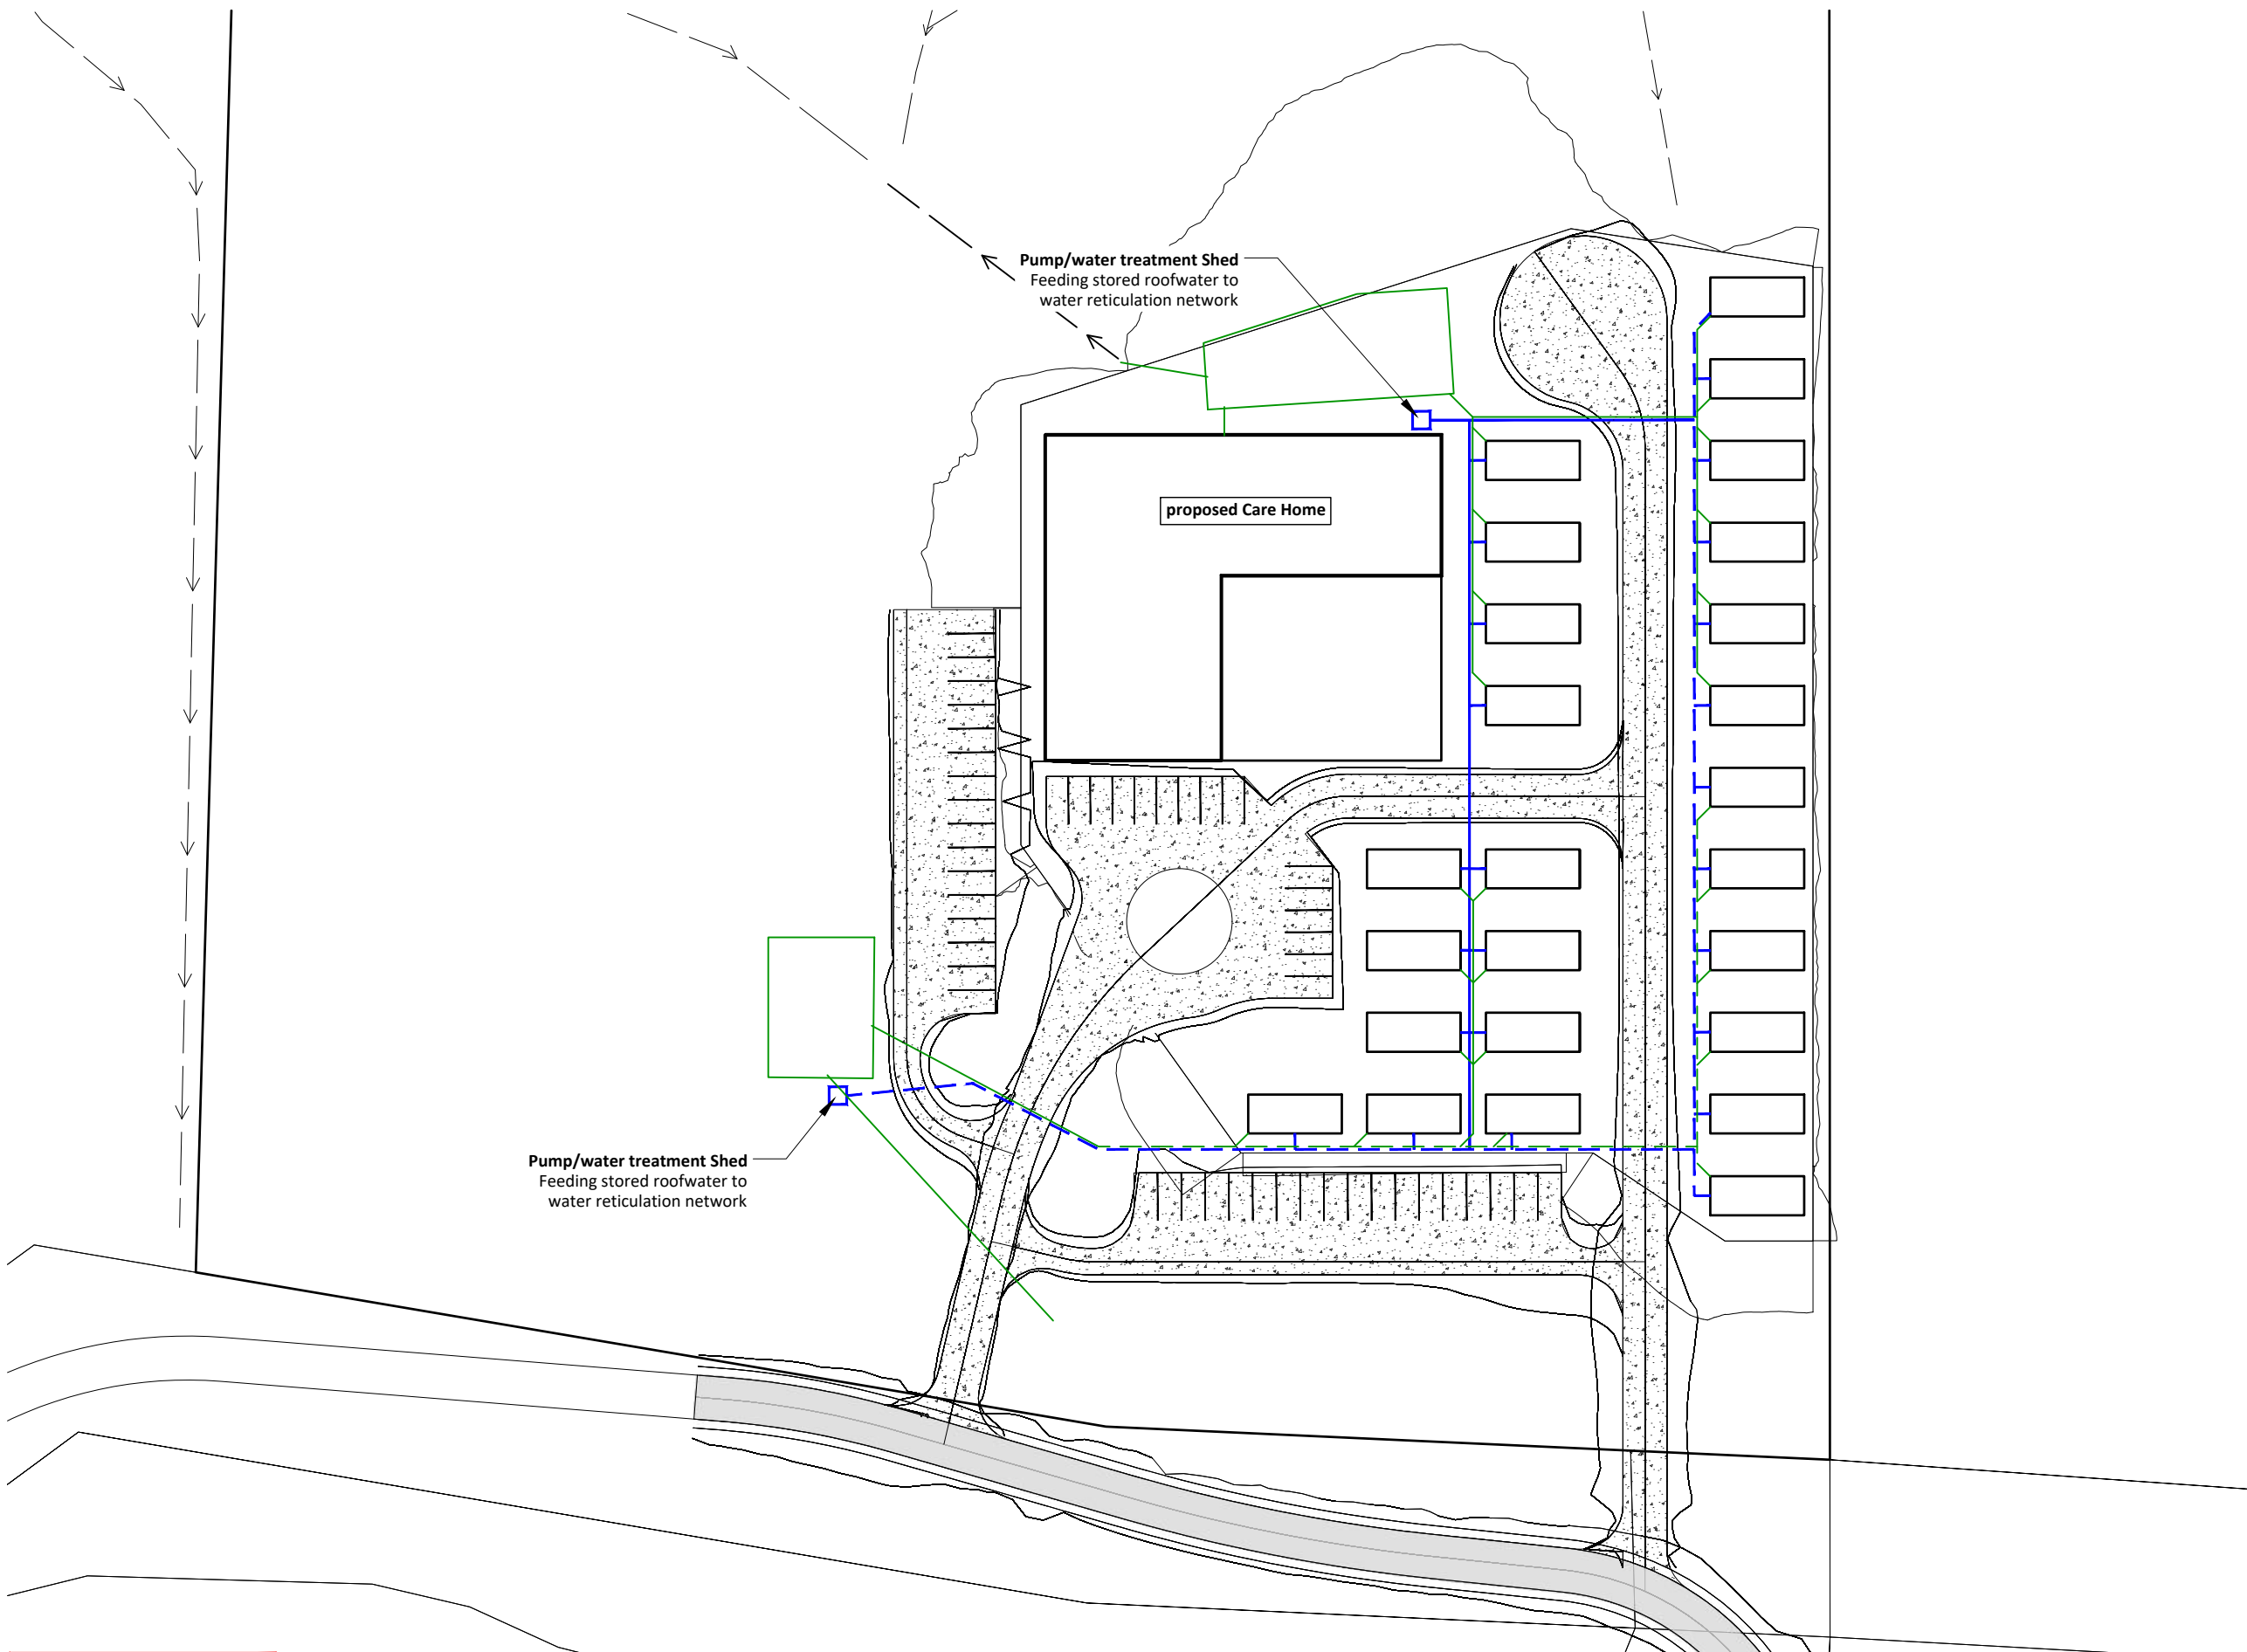 Pump/water treatment Shed
Feeding stored roofwater to
water reticulation network
proposed Care Home
Pump/water treatment Shed
Feeding stored roofwater to
water reticulation network